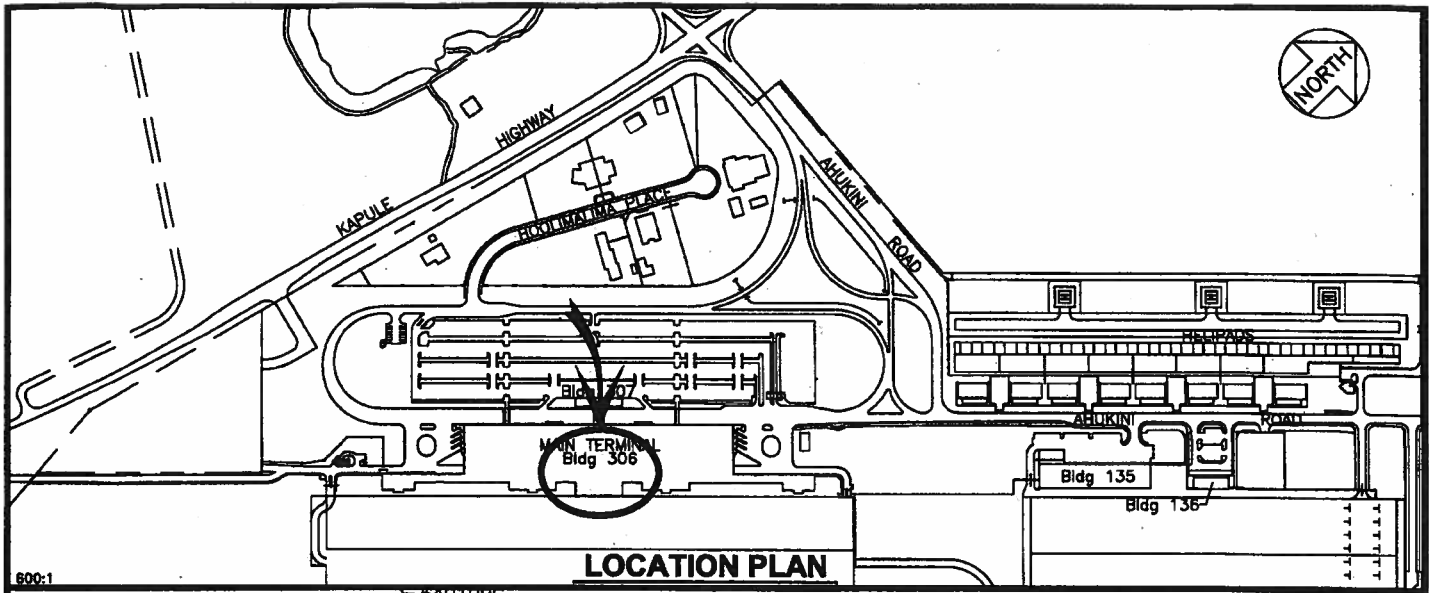 NORTH
HIGHWAY
KAPULE
AHUKINI
ROAD
HOOLIMALIMA PLACE
HELIPADS
AHUKINI ROAD
MAIN TERMINAL
Bldg 306
Bldg 135
Bldg 136
LOCATION PLAN
600:1